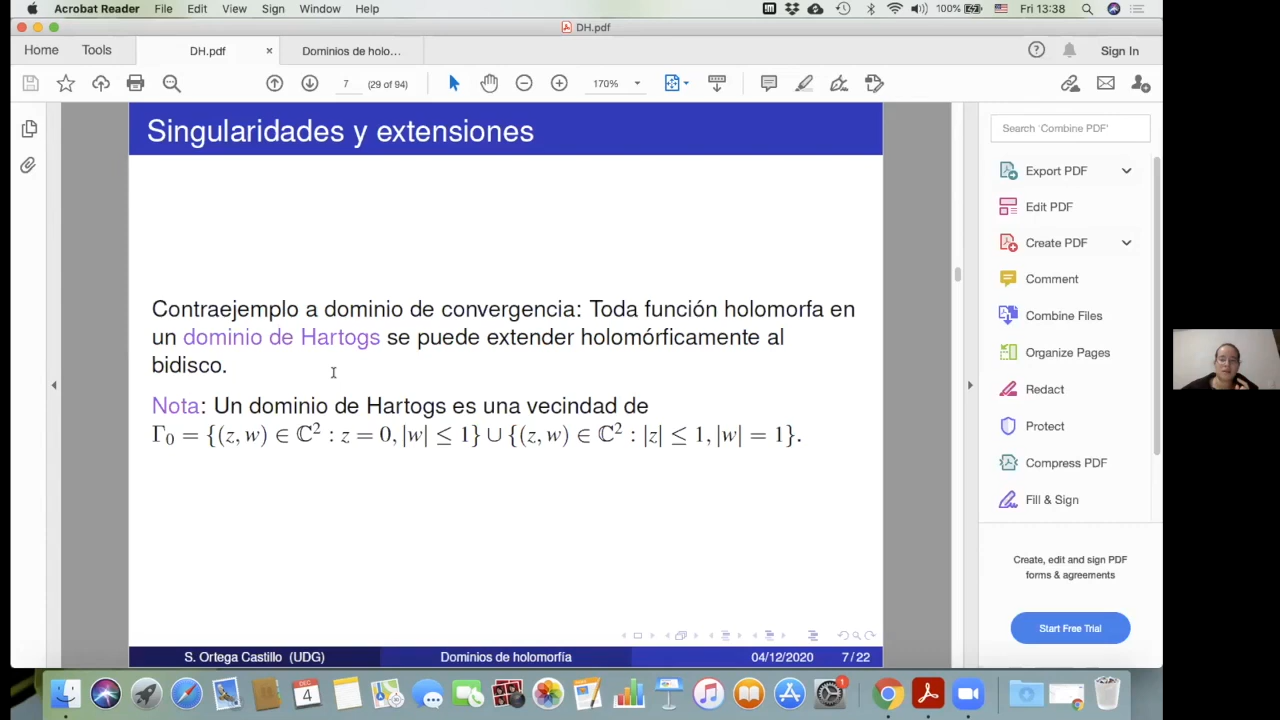 Acrobat Reader File Edit View Sign Window Help 100% Fri 13:38
DH.pdf
Home Tools DH.pdf × Dominios de holo... Sign In
7 (29 of 94) 170%
Singularidades y extensiones
Contraejemplo a dominio de convergencia: Toda función holomorfa en
un dominio de Hartogs se puede extender holomórficamente al
bidisco.
Nota: Un dominio de Hartogs es una vecindad de
Γ₀ = {(z, w) ∈ ℂ² : z = 0, |w| ≤ 1} ∪ {(z, w) ∈ ℂ² : |z| ≤ 1, |w| = 1}.
S. Ortega Castillo (UDG) Dominios de holomorfía 04/12/2020 7 / 22
Search 'Combine PDF'
Export PDF
Edit PDF
Create PDF
Comment
Combine Files
Organize Pages
Redact
Protect
Compress PDF
Fill & Sign
Create, edit and sign PDF
forms & agreements
Start Free Trial
DEC
4
1